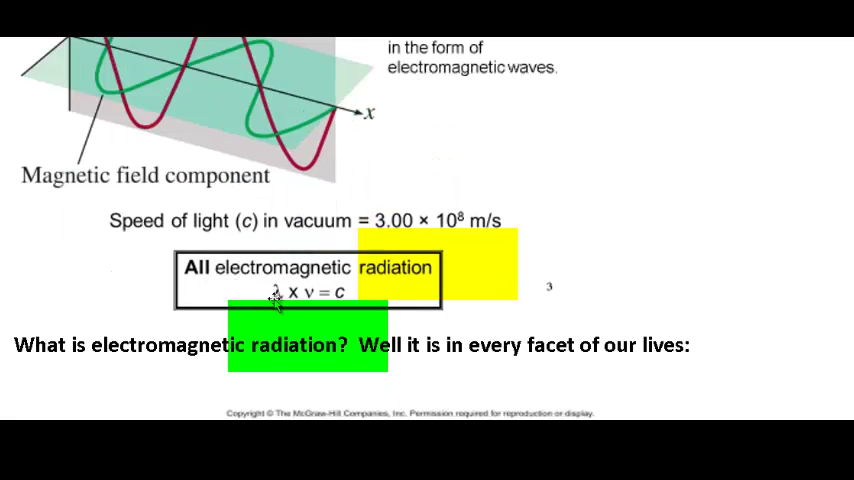 in the form of
electromagnetic waves.
x
Magnetic field component
Speed of light (c) in vacuum = 3.00 × 10⁸ m/s
All electromagnetic radiation
λ x ν = c
3
What is electromagnetic radiation?  Well it is in every facet of our lives:
Copyright © The McGraw-Hill Companies, Inc. Permission required for reproduction or display.